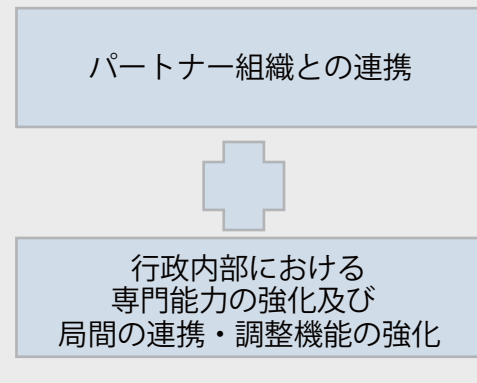 パートナー組織との連携
行政内部における
専門能力の強化及び
局間の連携・調整機能の強化